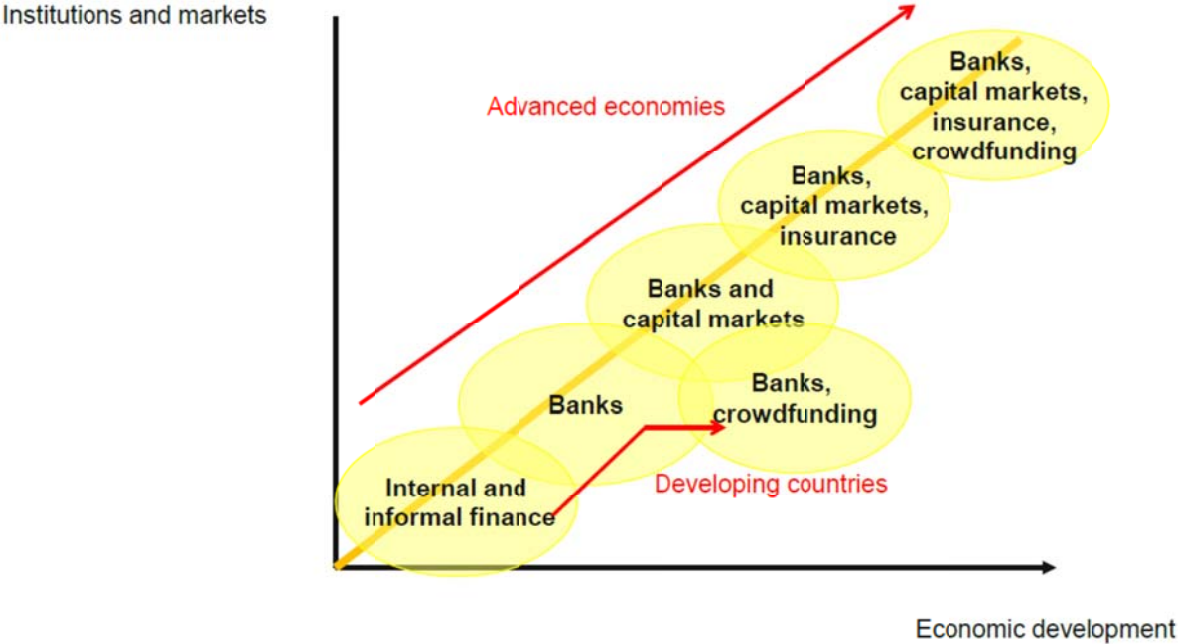 Institutions and markets
Advanced economies
Banks,
capital markets,
insurance,
crowdfunding
Banks,
capital markets,
insurance
Banks and
capital markets
Banks
Banks,
crowdfunding
Internal and
informal finance
Developing countries
Economic development